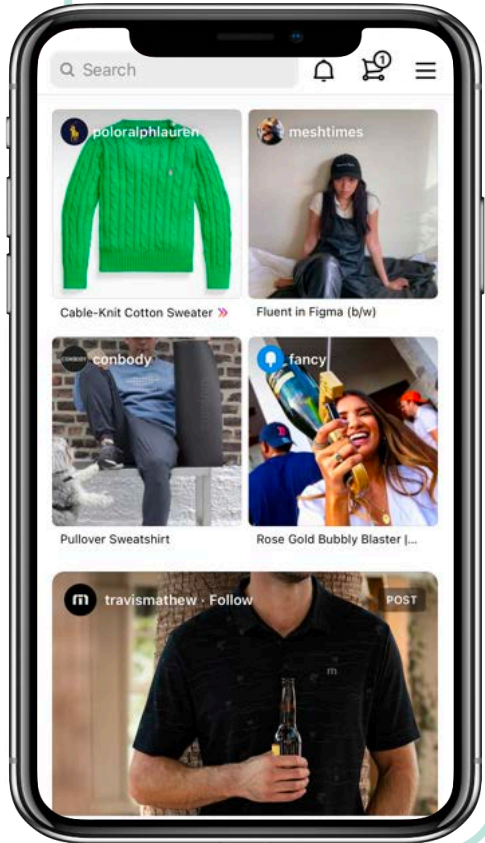 Search
1
poloralphlauren
meshtimes
Cable-Knit Cotton Sweater »
Fluent in Figma (b/w)
CONBODY
conbody
fancy
Pullover Sweatshirt
Rose Gold Bubbly Blaster |...
m
travismathew · Follow
POST
m